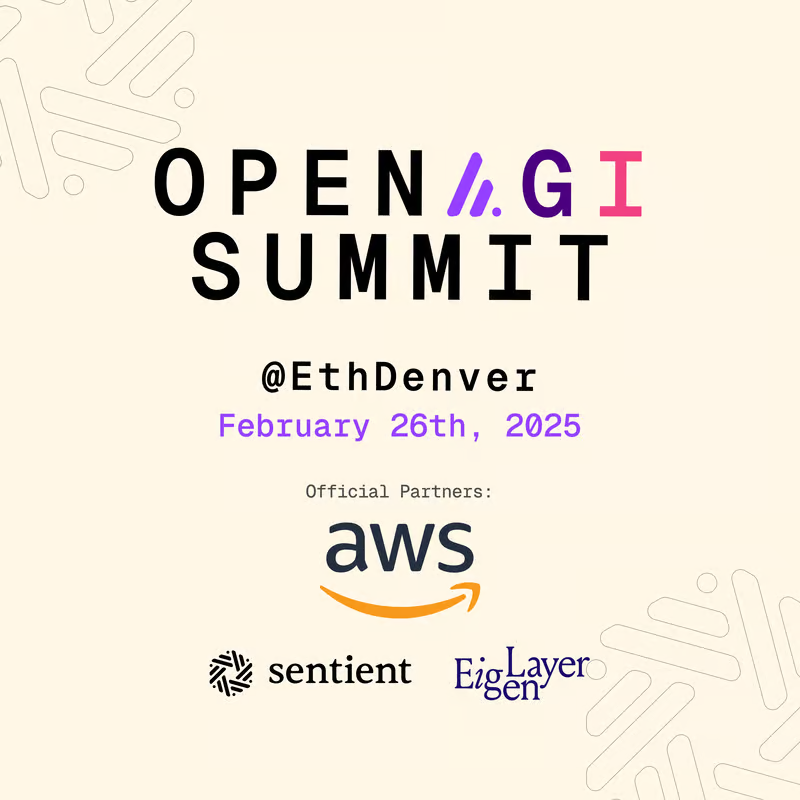 OPEN AGI
SUMMIT
@EthDenver
February 26th, 2025
Official Partners:
aws
sentient
EigenLayer